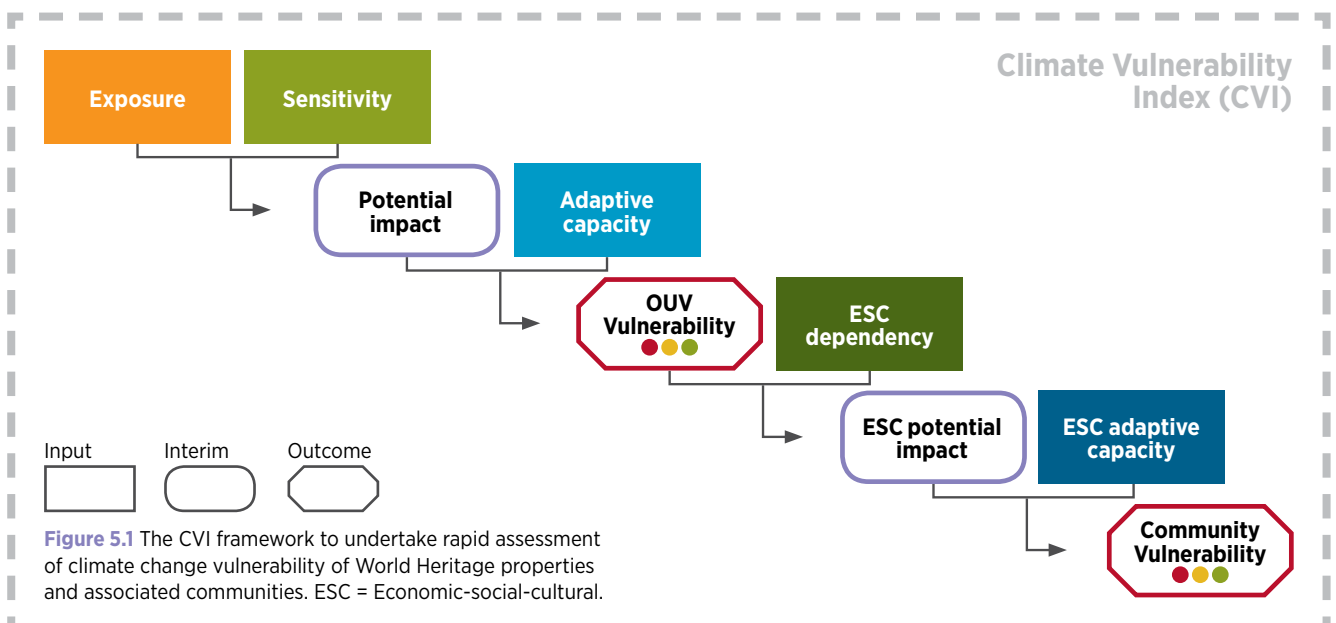 Climate Vulnerability
Index (CVI)
Exposure
Sensitivity
Potential
impact
Adaptive
capacity
OUV
Vulnerability
ESC
dependency
ESC potential
impact
ESC adaptive
capacity
Community
Vulnerability
Input
Interim
Outcome
Figure 5.1 The CVI framework to undertake rapid assessment
of climate change vulnerability of World Heritage properties
and associated communities. ESC = Economic-social-cultural.